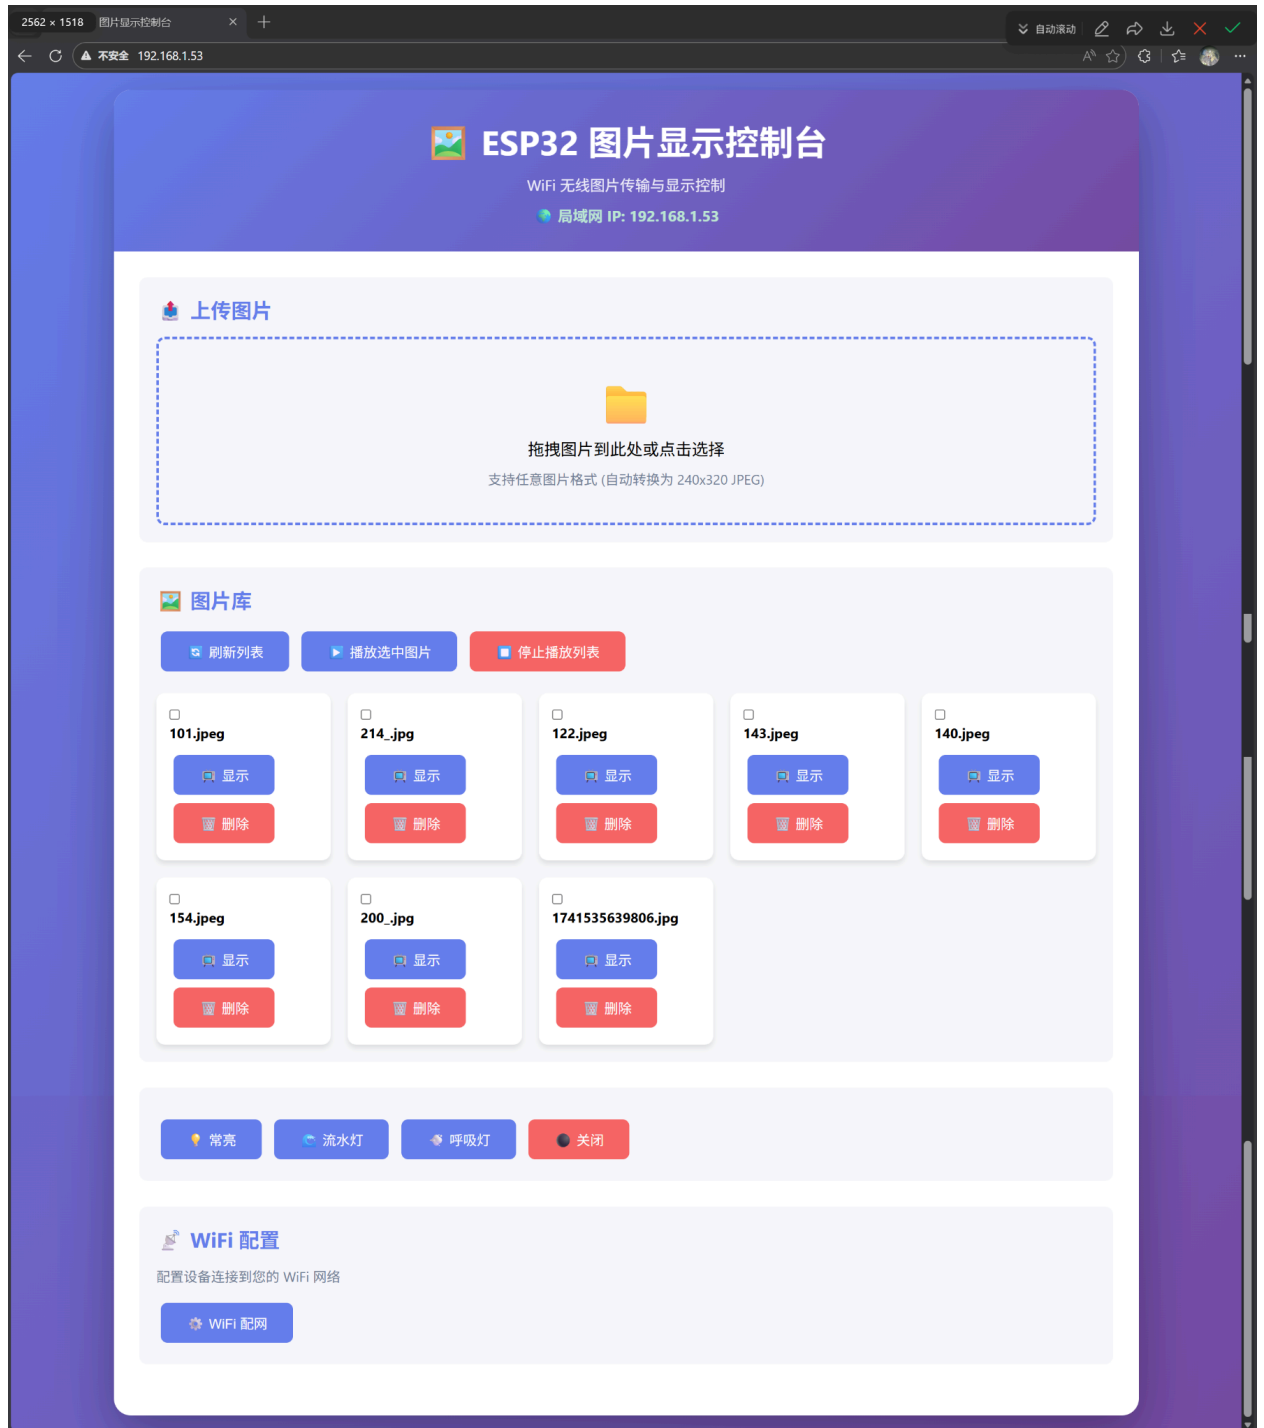 2562 × 1518
图片显示控制台
自动滚动
不安全 192.168.1.53
ESP32 图片显示控制台
WiFi 无线图片传输与显示控制
局域网 IP: 192.168.1.53
上传图片
拖拽图片到此处或点击选择
支持任意图片格式 (自动转换为 240x320 JPEG)
图片库
刷新列表 播放选中图片 停止播放列表
101.jpeg 214_.jpg 122.jpeg 143.jpeg 140.jpeg
显示 显示 显示 显示 显示
删除 删除 删除 删除 删除
154.jpeg 200_.jpg 1741535639806.jpg
显示 显示 显示
删除 删除 删除
常亮 流水灯 呼吸灯 关闭
WiFi 配置
配置设备连接到您的 WiFi 网络
WiFi 配网